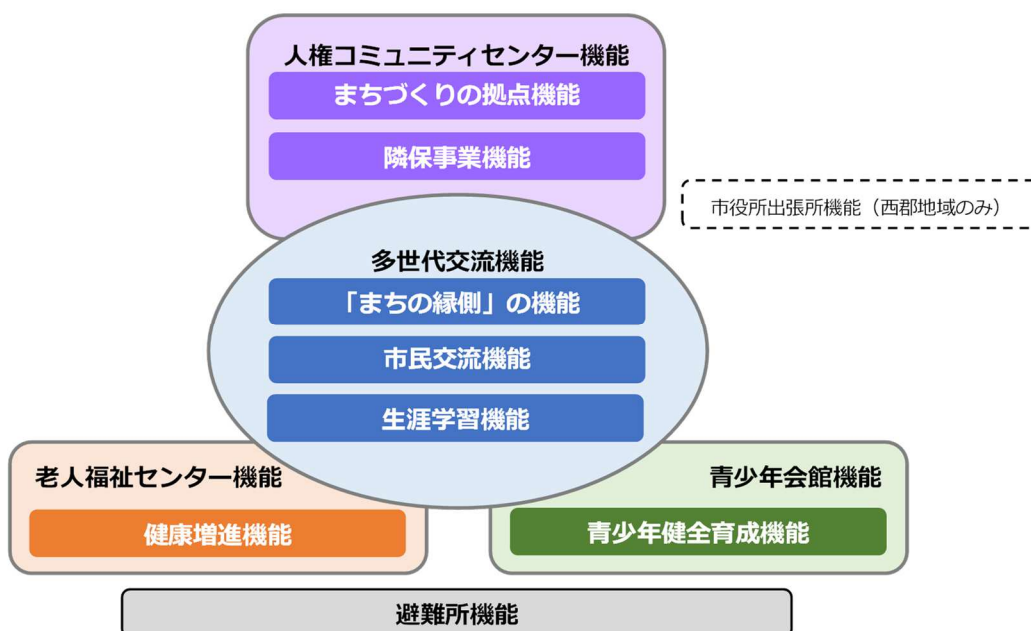 人権コミュニティセンター機能
まちづくりの拠点機能
隣保事業機能
市役所出張所機能（西郡地域のみ）
多世代交流機能
「まちの縁側」の機能
市民交流機能
生涯学習機能
老人福祉センター機能
健康増進機能
青少年会館機能
青少年健全育成機能
避難所機能